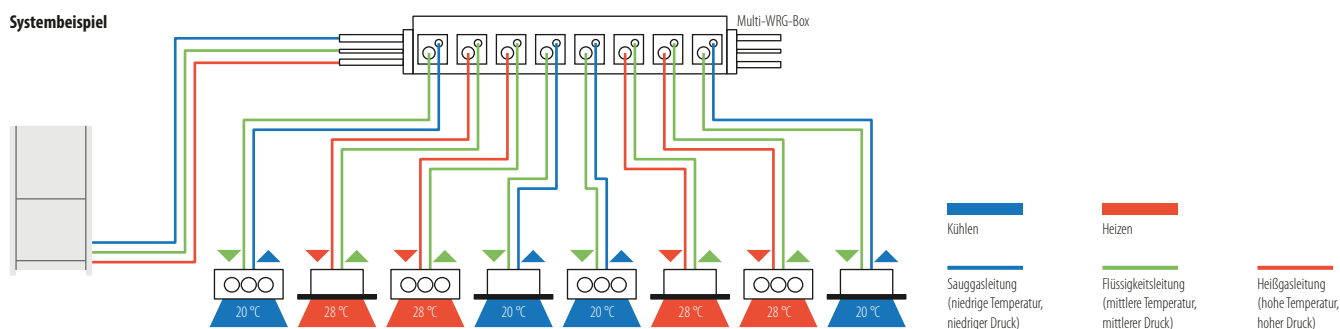 Systembeispiel
Multi-WRG-Box
20 °C
28 °C
28 °C
20 °C
20 °C
28 °C
28 °C
20 °C
Kühlen
Heizen
Sauggasleitung
(niedrige Temperatur,
niedriger Druck)
Flüssigkeitsleitung
(mittlere Temperatur,
mittlerer Druck)
Heißgasleitung
(hohe Temperatur,
hoher Druck)